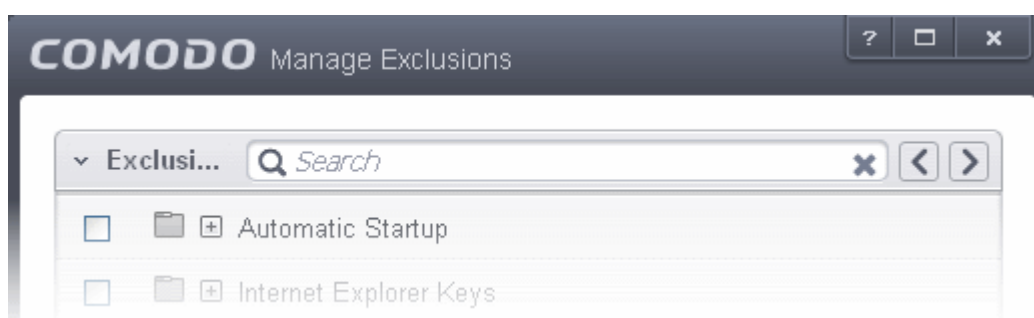 COMODO Manage Exclusions ?
Exclusi... Search
Automatic Startup
Internet Explorer Keys